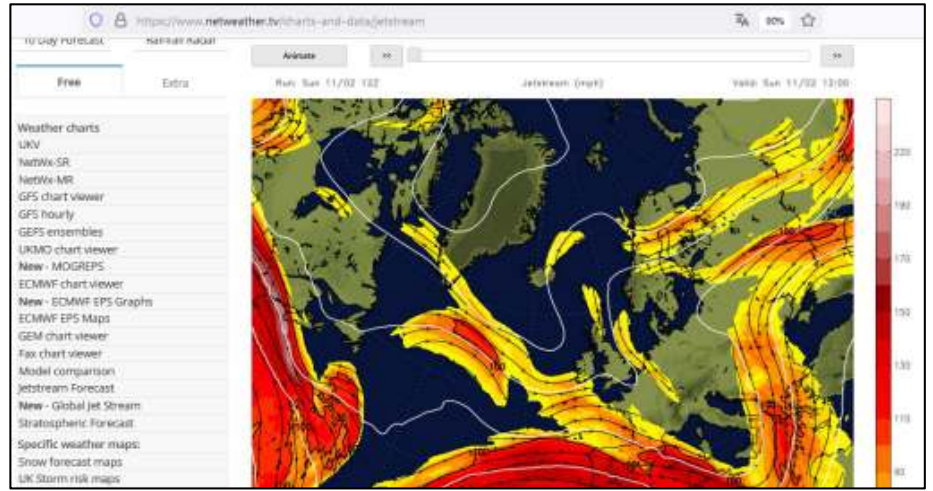 https://www.netweather.tv/charts-and-data/jetstream
90%
10 Day Forecast Rainfall Radar
Animate << >>
Free Extra
Run: Sun 11/02 12Z Jetstream (mph) Valid: Sun 11/02 12:00
Weather charts
UKV
NetWx-SR
NetWx-MR
GFS chart viewer
GFS hourly
GEFS ensembles
UKMO chart viewer
New - MOGREPS
ECMWF chart viewer
New - ECMWF EPS Graphs
ECMWF EPS Maps
GEM chart viewer
Fax chart viewer
Model comparison
Jetstream Forecast
New - Global Jet Stream
Stratospheric Forecast
Specific weather maps:
Snow forecast maps
UK Storm risk maps
220
190
170
150
130
110